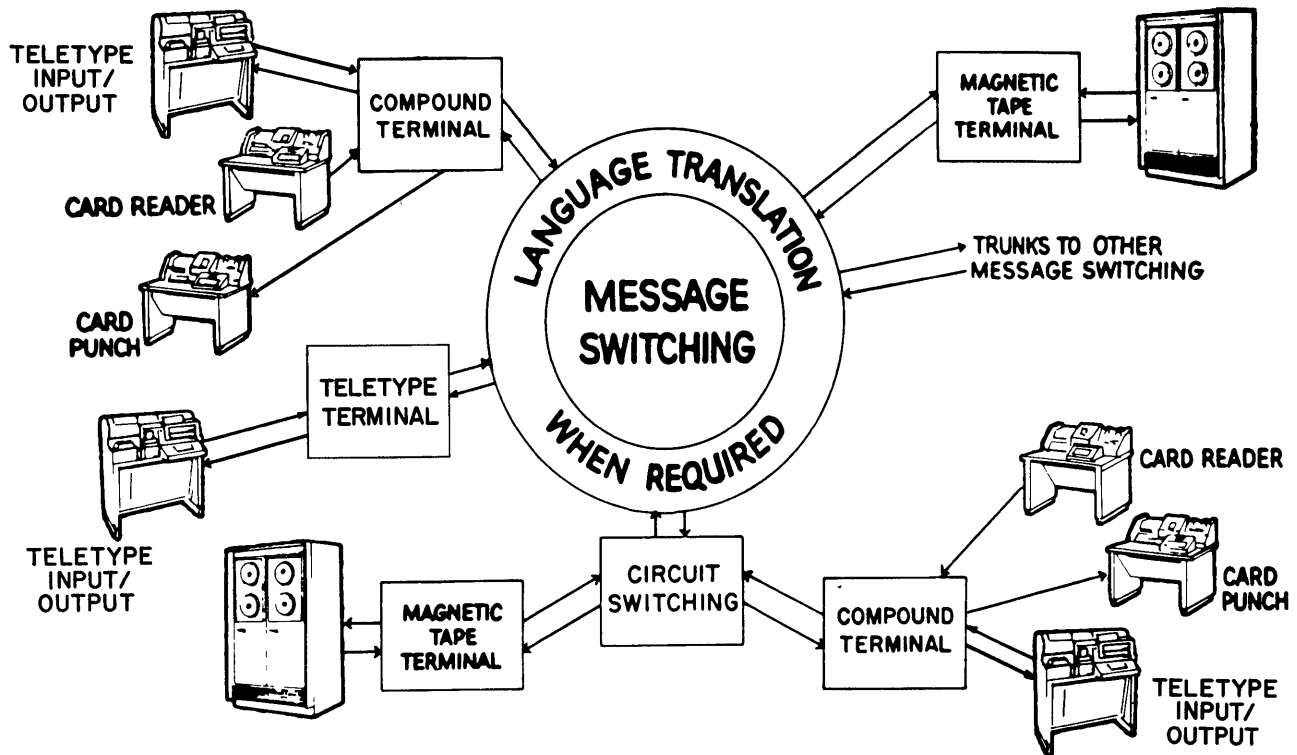 TELETYPE
INPUT/
OUTPUT
COMPOUND
TERMINAL
CARD READER
CARD
PUNCH
MAGNETIC
TAPE
TERMINAL
LANGUAGE TRANSLATION
WHEN REQUIRED
MESSAGE
SWITCHING
TRUNKS TO OTHER
MESSAGE SWITCHING
TELETYPE
TERMINAL
TELETYPE
INPUT/
OUTPUT
MAGNETIC
TAPE
TERMINAL
CIRCUIT
SWITCHING
COMPOUND
TERMINAL
CARD READER
CARD
PUNCH
TELETYPE
INPUT/
OUTPUT